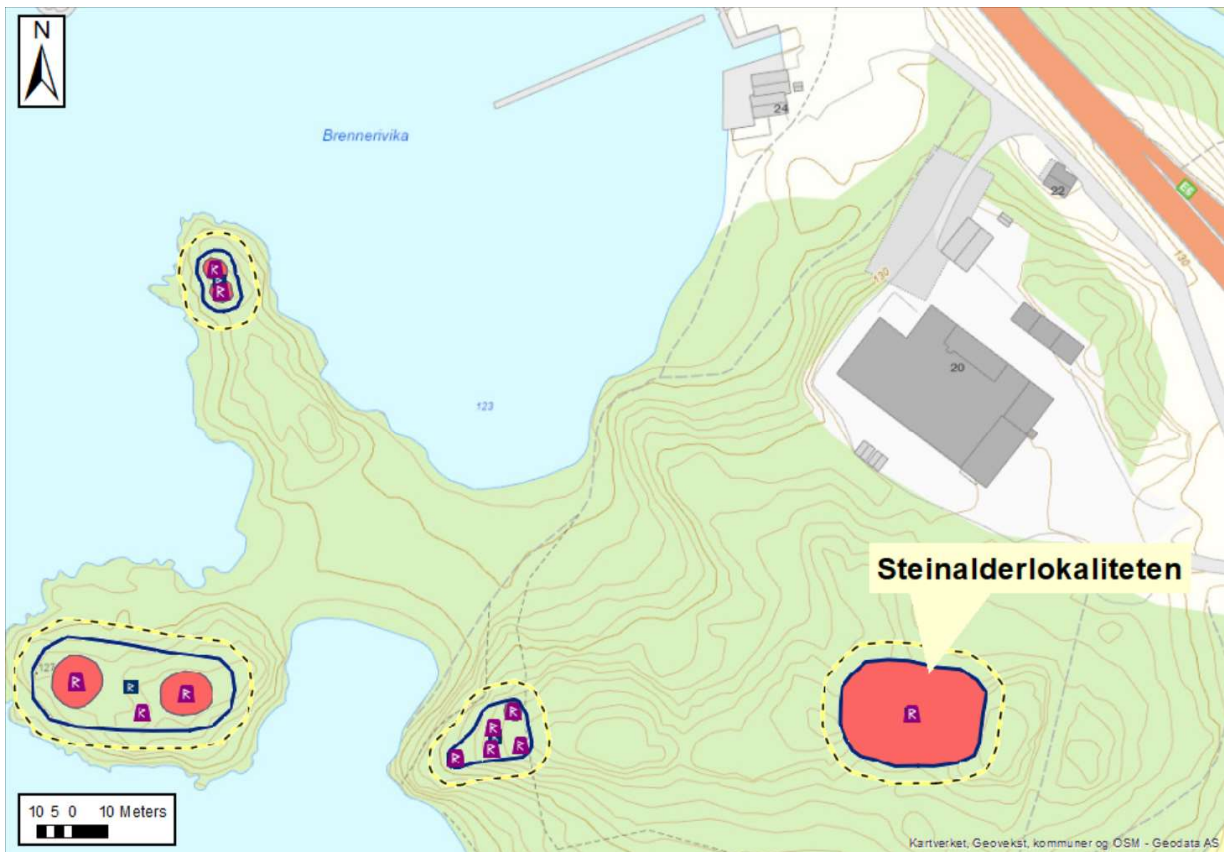 N
24
Brennerivika
22
E6
130
R
R
130
20
123
Steinalderlokaliteten
127
R
R
R
R
R
R
R
R
R
R
10 5 0 10 Meters
Kartverket, Geovekst, kommuner og OSM - Geodata AS